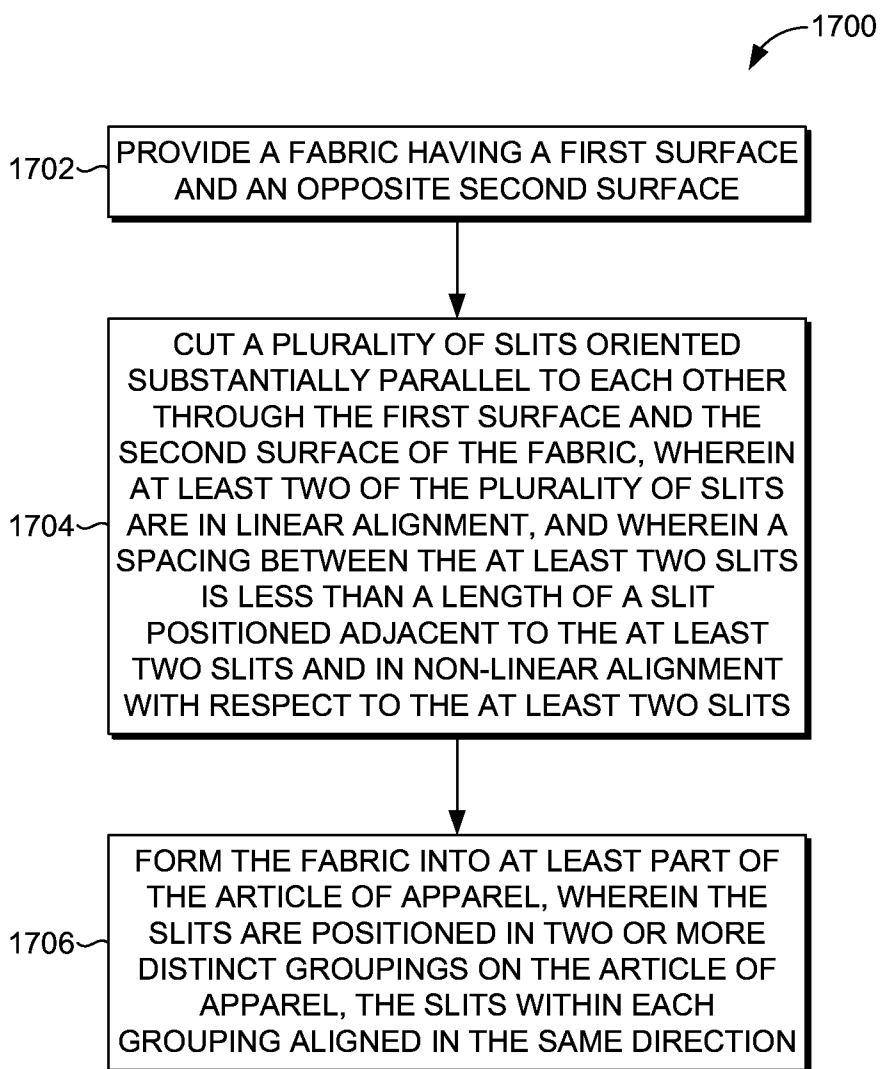 1700
1702
PROVIDE A FABRIC HAVING A FIRST SURFACE
AND AN OPPOSITE SECOND SURFACE
1704
CUT A PLURALITY OF SLITS ORIENTED
SUBSTANTIALLY PARALLEL TO EACH OTHER
THROUGH THE FIRST SURFACE AND THE
SECOND SURFACE OF THE FABRIC, WHEREIN
AT LEAST TWO OF THE PLURALITY OF SLITS
ARE IN LINEAR ALIGNMENT, AND WHEREIN A
SPACING BETWEEN THE AT LEAST TWO SLITS
IS LESS THAN A LENGTH OF A SLIT
POSITIONED ADJACENT TO THE AT LEAST
TWO SLITS AND IN NON-LINEAR ALIGNMENT
WITH RESPECT TO THE AT LEAST TWO SLITS
1706
FORM THE FABRIC INTO AT LEAST PART OF
THE ARTICLE OF APPAREL, WHEREIN THE
SLITS ARE POSITIONED IN TWO OR MORE
DISTINCT GROUPINGS ON THE ARTICLE OF
APPAREL, THE SLITS WITHIN EACH
GROUPING ALIGNED IN THE SAME DIRECTION